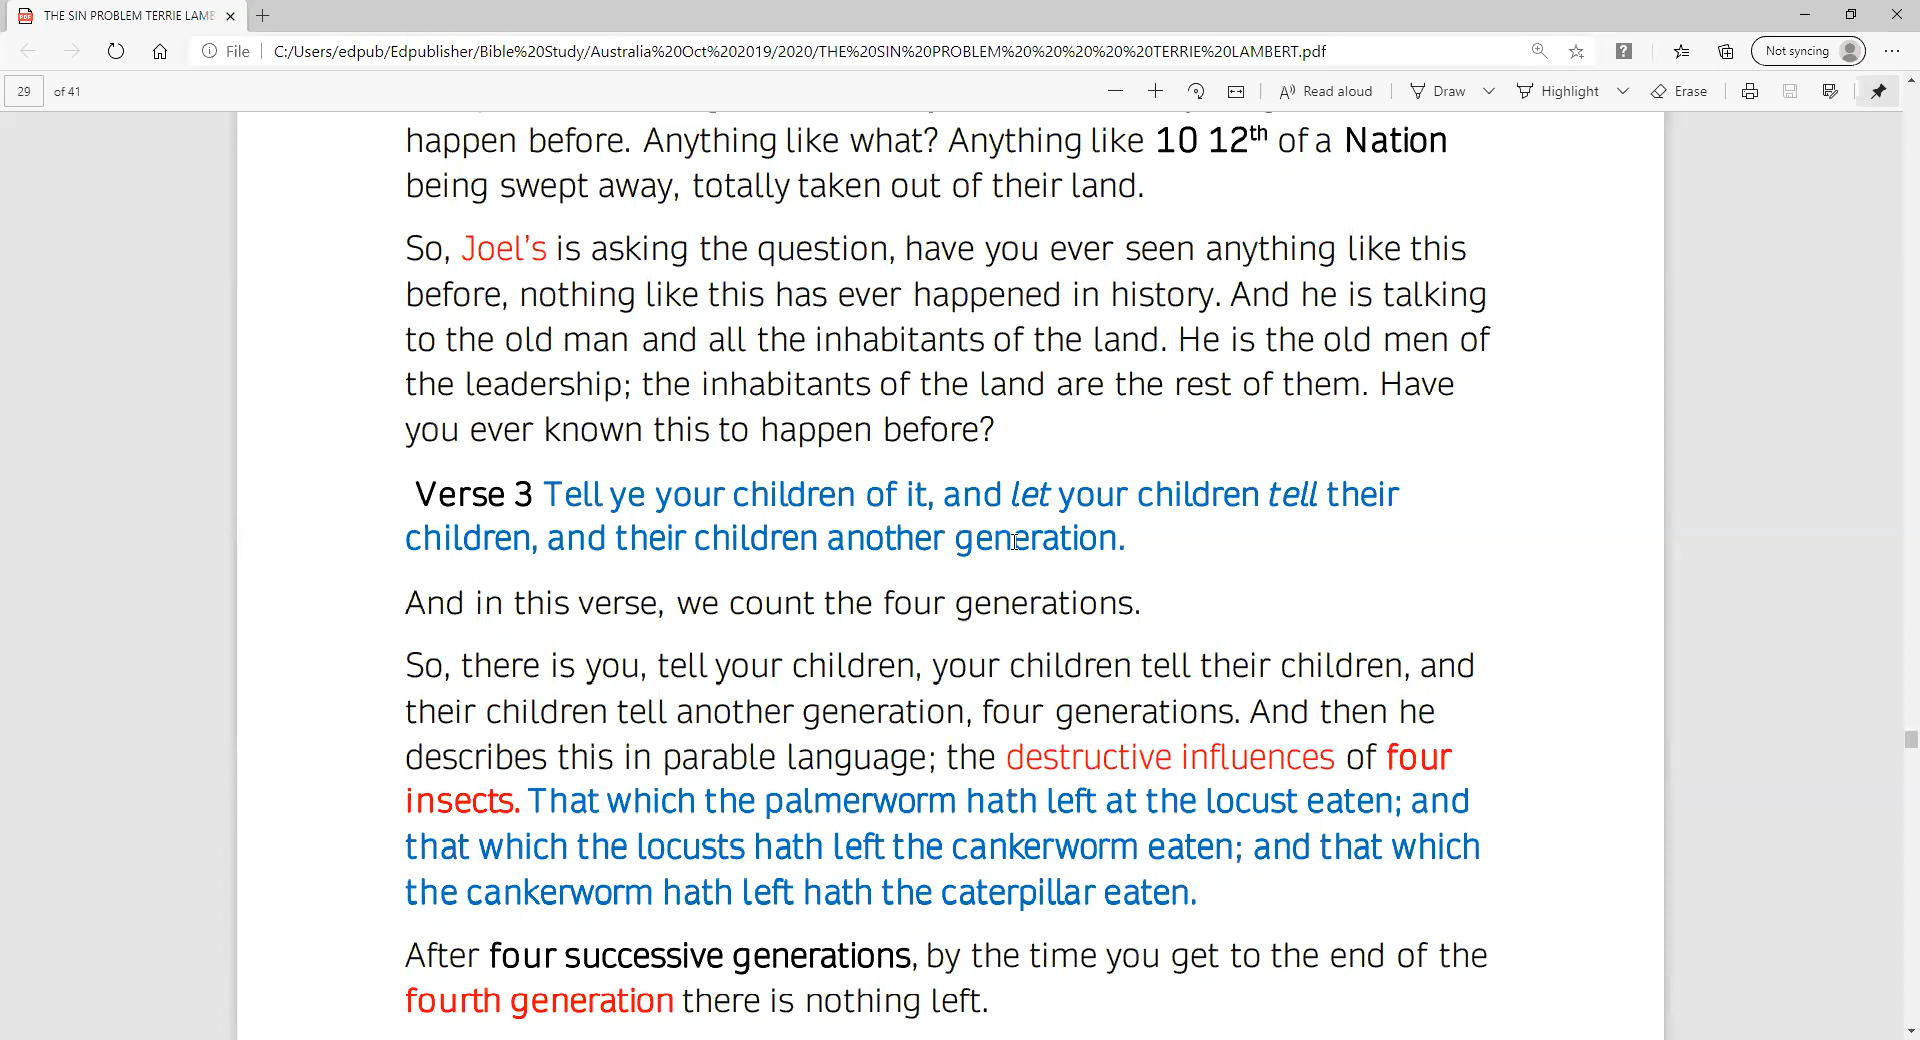 THE SIN PROBLEM TERRIE LAMB
File
C:/Users/edpub/Edpublisher/Bible%20Study/Australia%20Oct%202019/2020/THE%20SIN%20PROBLEM%20%20%20%20%20TERRIE%20LAMBERT.pdf
Not syncing
29 of 41
Read aloud
Draw
Highlight
Erase
happen before. Anything like what? Anything like 10 12th of a Nation
being swept away, totally taken out of their land.
So, Joel’s is asking the question, have you ever seen anything like this
before, nothing like this has ever happened in history. And he is talking
to the old man and all the inhabitants of the land. He is the old men of
the leadership; the inhabitants of the land are the rest of them. Have
you ever known this to happen before?
Verse 3 Tell ye your children of it, and let your children tell their
children, and their children another generation.
And in this verse, we count the four generations.
So, there is you, tell your children, your children tell their children, and
their children tell another generation, four generations. And then he
describes this in parable language; the destructive influences of four
insects. That which the palmerworm hath left at the locust eaten; and
that which the locusts hath left the cankerworm eaten; and that which
the cankerworm hath left hath the caterpillar eaten.
After four successive generations, by the time you get to the end of the
fourth generation there is nothing left.